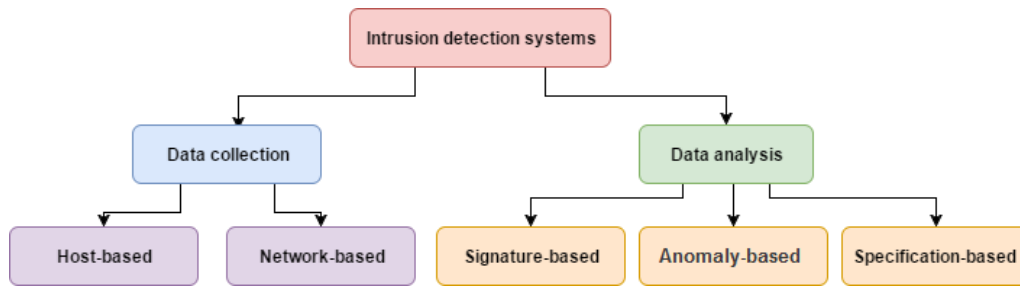 Intrusion detection systems
Data collection
Data analysis
Host-based
Network-based
Signature-based
Anomaly-based
Specification-based